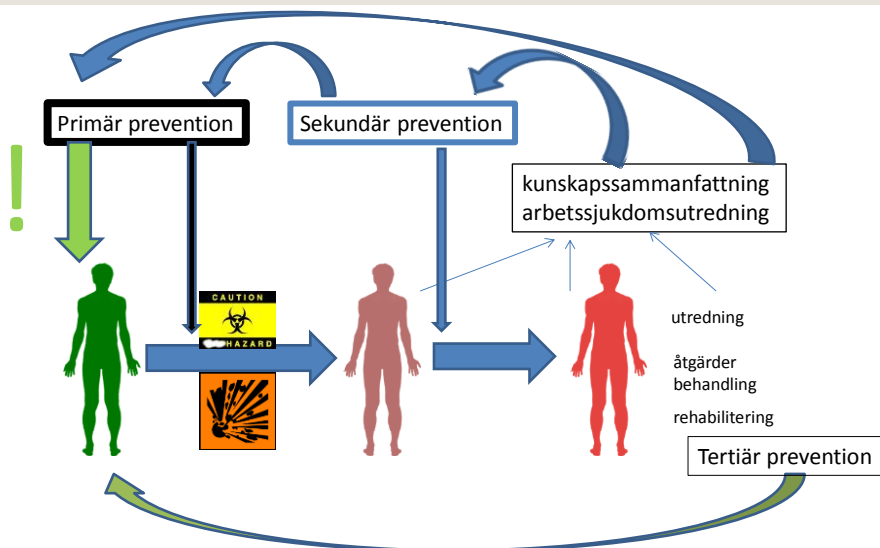 Primär prevention
Sekundär prevention
kunskapssammanfattning
arbetssjukdomsutredning
!
CAUTION
HAZARD
utredning
åtgärder
behandling
rehabilitering
Tertiär prevention